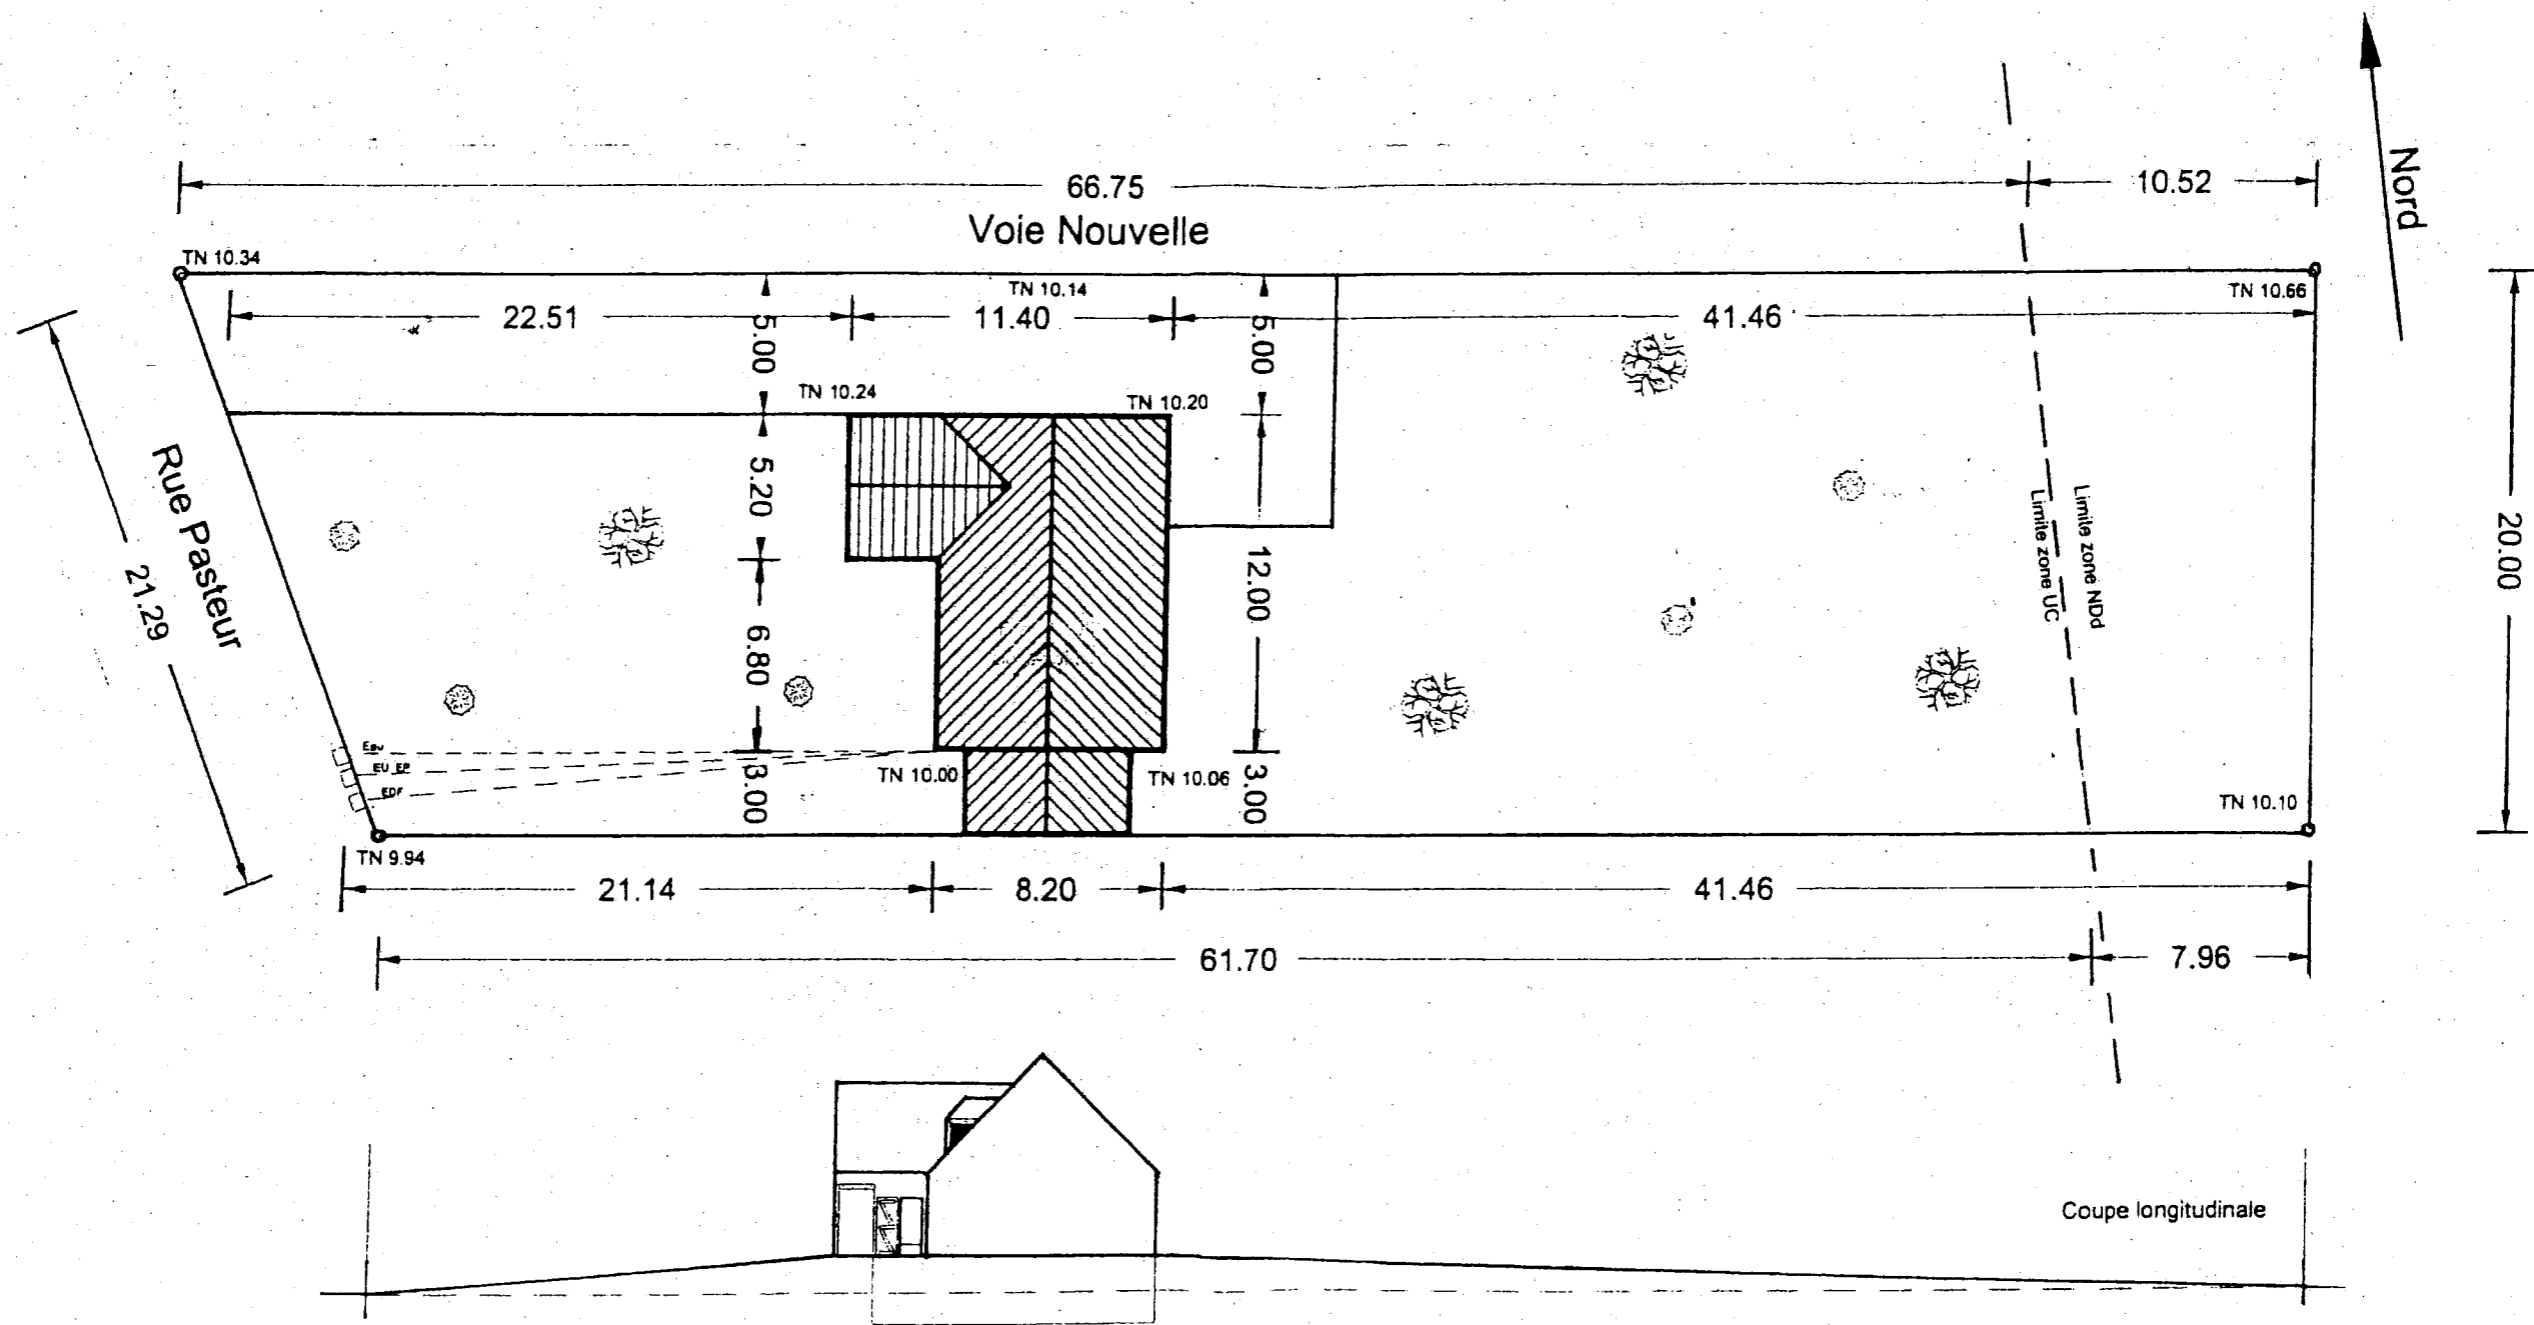 66.75
10.52
Nord
Voie Nouvelle
TN 10.34
TN 10.14
TN 10.66
22.51
11.40
41.46
5.00
5.00
TN 10.24
TN 10.20
Rue Pasteur
21.29
5.20
6.80
12.00
20.00
Limite zone NDd
Limite zone UC
Eau
EU EP
EDF
3.00
TN 10.00
TN 10.06
3.00
TN 10.10
TN 9.94
21.14
8.20
41.46
61.70
7.96
Coupe longitudinale